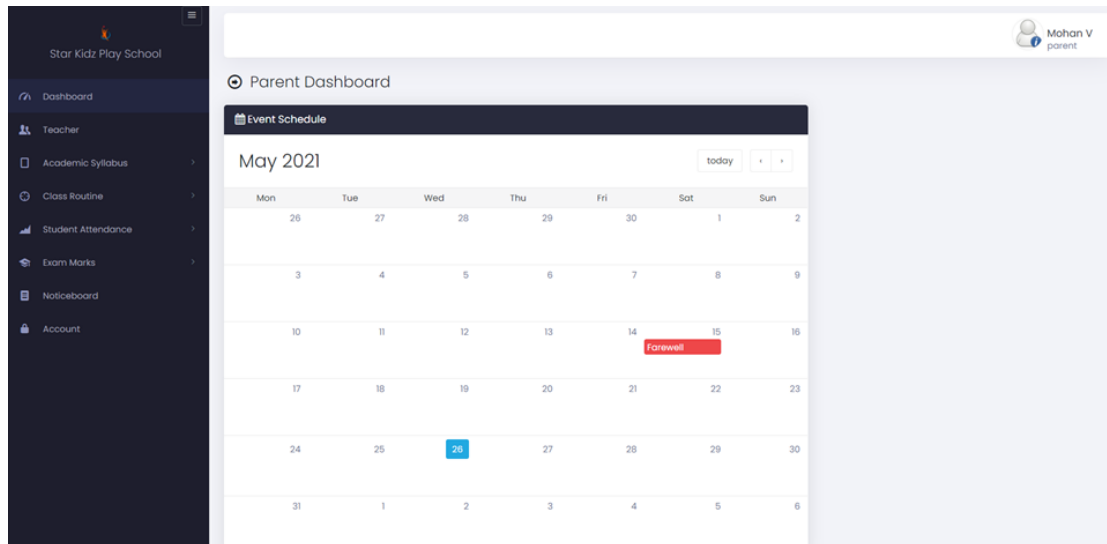 Star Kidz Play School
Mohan V
parent
Dashboard
Teacher
Academic Syllabus
Class Routine
Student Attendance
Exam Marks
Noticeboard
Account
Parent Dashboard
Event Schedule
May 2021
today
Mon Tue Wed Thu Fri Sat Sun
26 27 28 29 30 1 2
3 4 5 6 7 8 9
10 11 12 13 14 15 16
Farewell
17 18 19 20 21 22 23
24 25 26 27 28 29 30
31 1 2 3 4 5 6